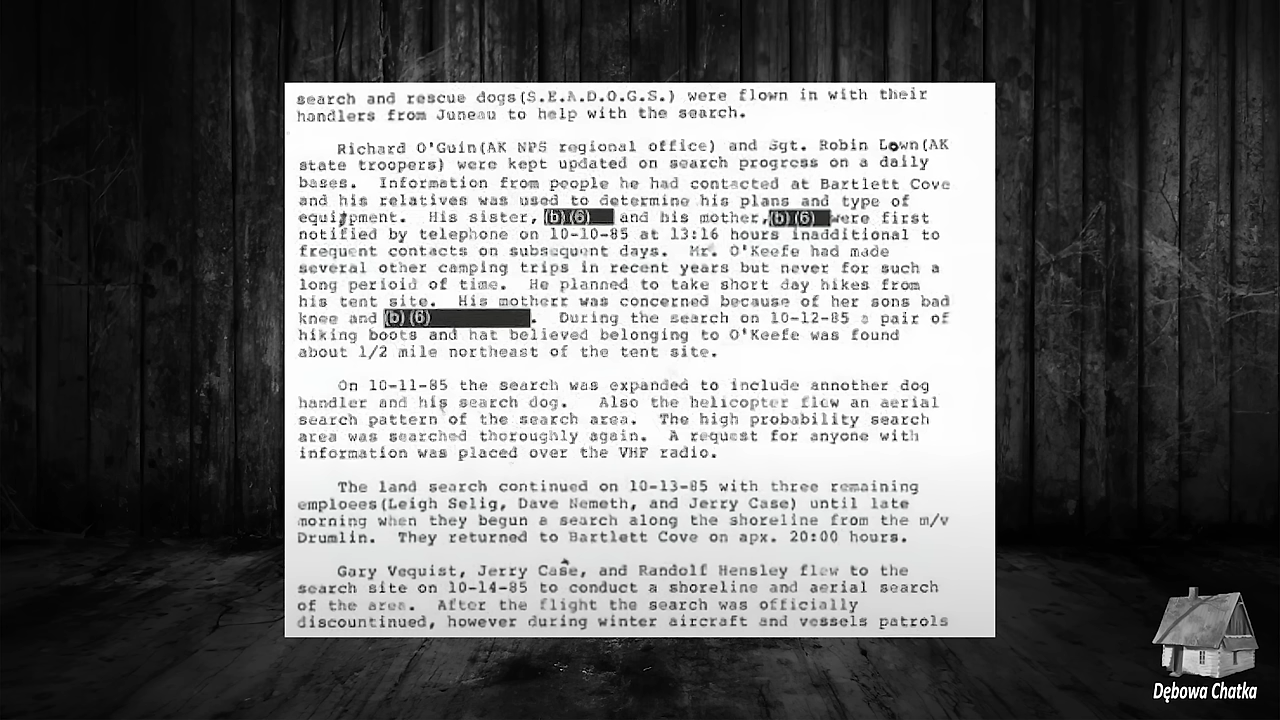 search and rescue dogs(S.E.A.D.O.G.S.) were flown in with their
handlers from Juneau to help with the search.
Richard O'Guin(AK NPS regional office) and Sgt. Robin Lown(AK
state troopers) were kept updated on search progress on a daily
bases. Information from people he had contacted at Bartlett Cove
and his relatives was used to determine his plans and type of
equipment. His sister, (b) (6) and his mother,(b) (6) were first
notified by telephone on 10-10-85 at 13:16 hours inadditional to
frequent contacts on subsequent days. Mr. O'Keefe had made
several other camping trips in recent years but never for such a
long perioid of time. He planned to take short day hikes from
his tent site. His motherr was concerned because of her sons bad
knee and (b) (6). During the search on 10-12-85 a pair of
hiking boots and hat believed belonging to O'Keefe was found
about 1/2 mile northeast of the tent site.
On 10-11-85 the search was expanded to include annother dog
handler and his search dog. Also the helicopter flew an aerial
search pattern of the search area. The high probability search
area was searched thoroughly again. A request for anyone with
information was placed over the VHF radio.
The land search continued on 10-13-85 with three remaining
emploees(Leigh Selig, Dave Nemeth, and Jerry Case) until late
morning when they begun a search along the shoreline from the m/v
Drumlin. They returned to Bartlett Cove on apx. 20:00 hours.
Gary Vequist, Jerry Case, and Randolf Hensley flew to the
search site on 10-14-85 to conduct a shoreline and aerial search
of the area. After the flight the search was officially
discountinued, however during winter aircraft and vessels patrols
Dębowa Chatka